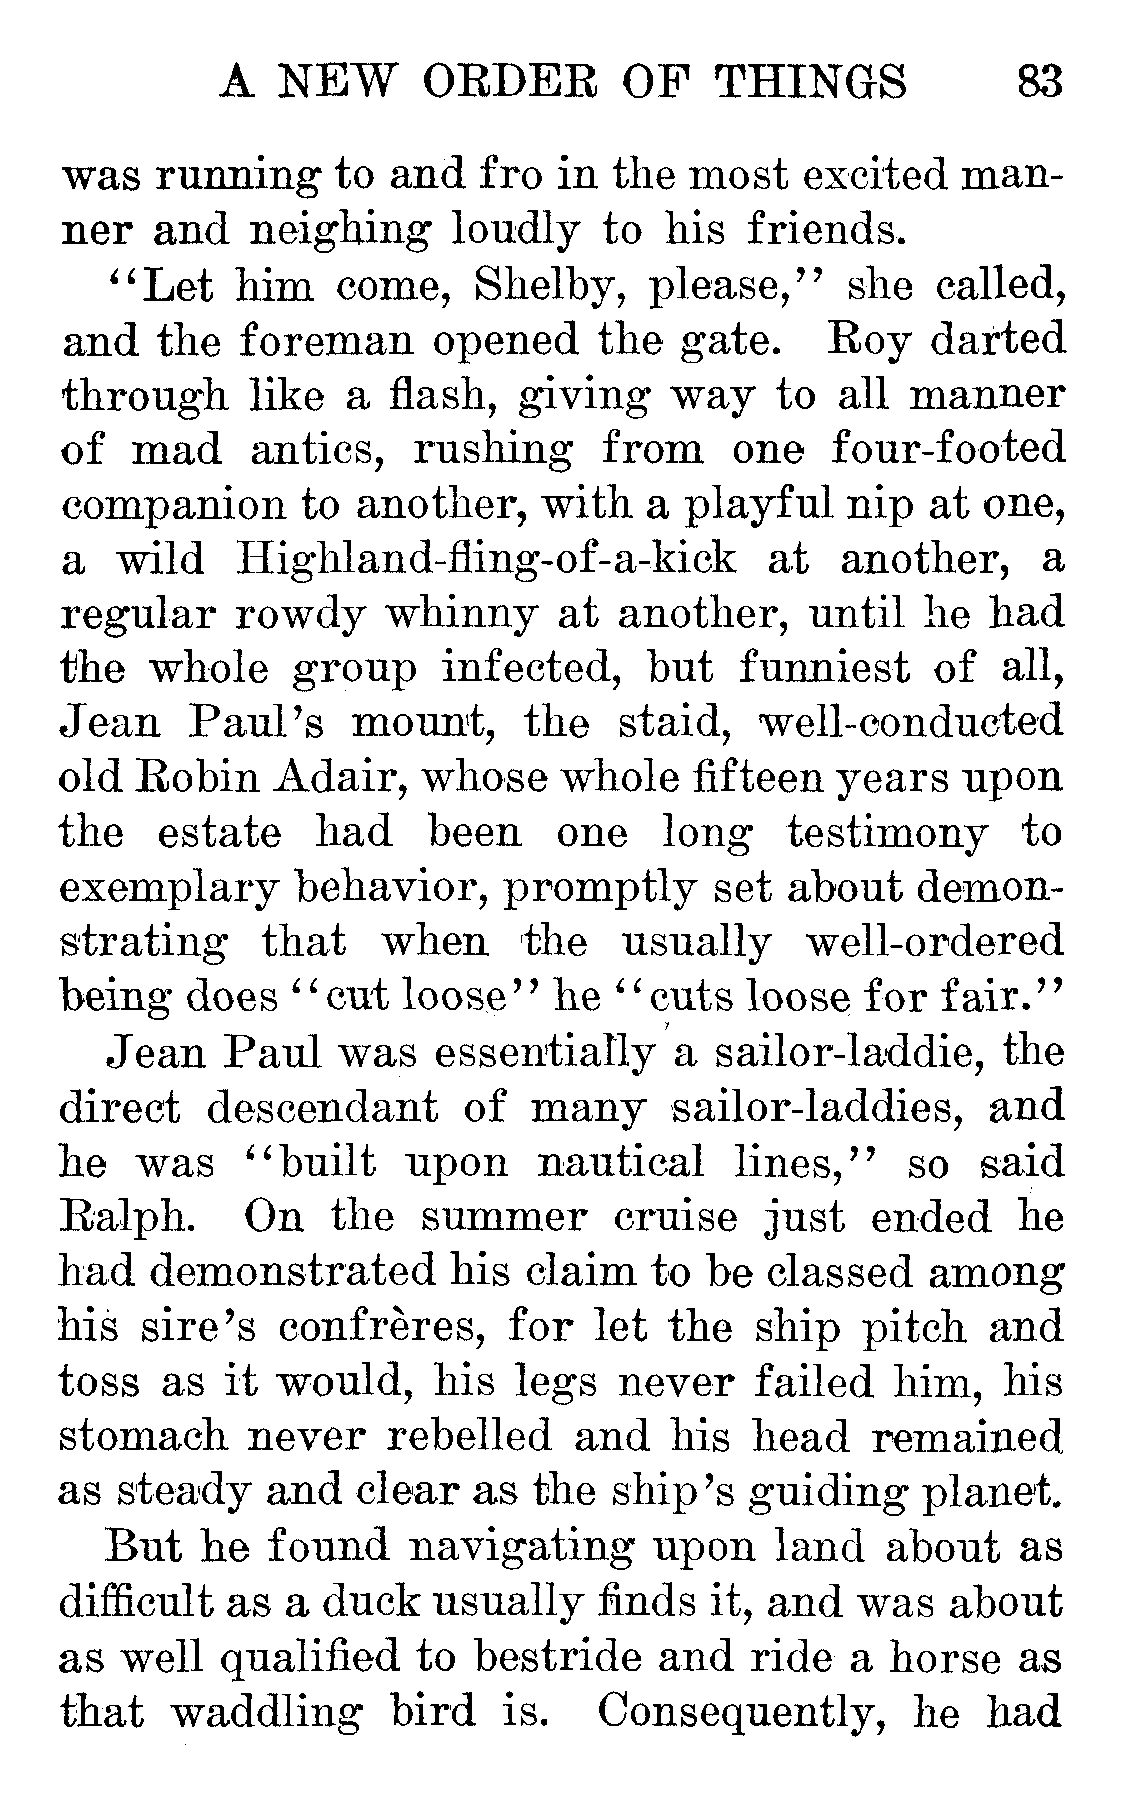 A NEW ORDER OF THINGS 83
was running to and fro in the most excited man-
ner and neighing loudly to his friends.
"Let him come, Shelby, please," she called,
and the foreman opened the gate. Roy darted
through like a flash, giving way to all manner
of mad antics, rushing from one four-footed
companion to another, with a playful nip at one,
a wild Highland-fling-of-a-kick at another, a
regular rowdy whinny at another, until he had
the whole group infected, but funniest of all,
Jean Paul's mount, the staid, well-conducted
old Robin Adair, whose whole fifteen years upon
the estate had been one long testimony to
exemplary behavior, promptly set about demon-
strating that when the usually well-ordered
being does "cut loose" he "cuts loose for fair."
Jean Paul was essentially a sailor-laddie, the
direct descendant of many sailor-laddies, and
he was "built upon nautical lines," so said
Ralph. On the summer cruise just ended he
had demonstrated his claim to be classed among
his sire's confrères, for let the ship pitch and
toss as it would, his legs never failed him, his
stomach never rebelled and his head remained
as steady and clear as the ship's guiding planet.
But he found navigating upon land about as
difficult as a duck usually finds it, and was about
as well qualified to bestride and ride a horse as
that waddling bird is. Consequently, he had